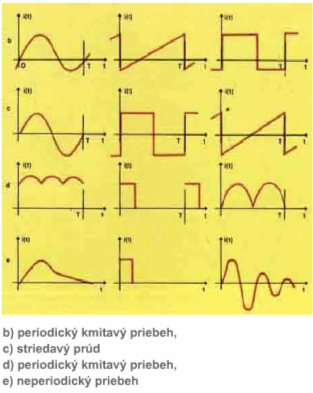 b i(t) i(t) i(t)
O T t T t T t
c i(t) i(t) e i(t)
T t T t T t
d i(t) i(t) i(t)
T t T t T t
e i(t) i(t) i(t)
t t t
b) periodický kmitavý priebeh,
c) striedavý prúd
d) periodický kmitavý priebeh,
e) neperiodický priebeh